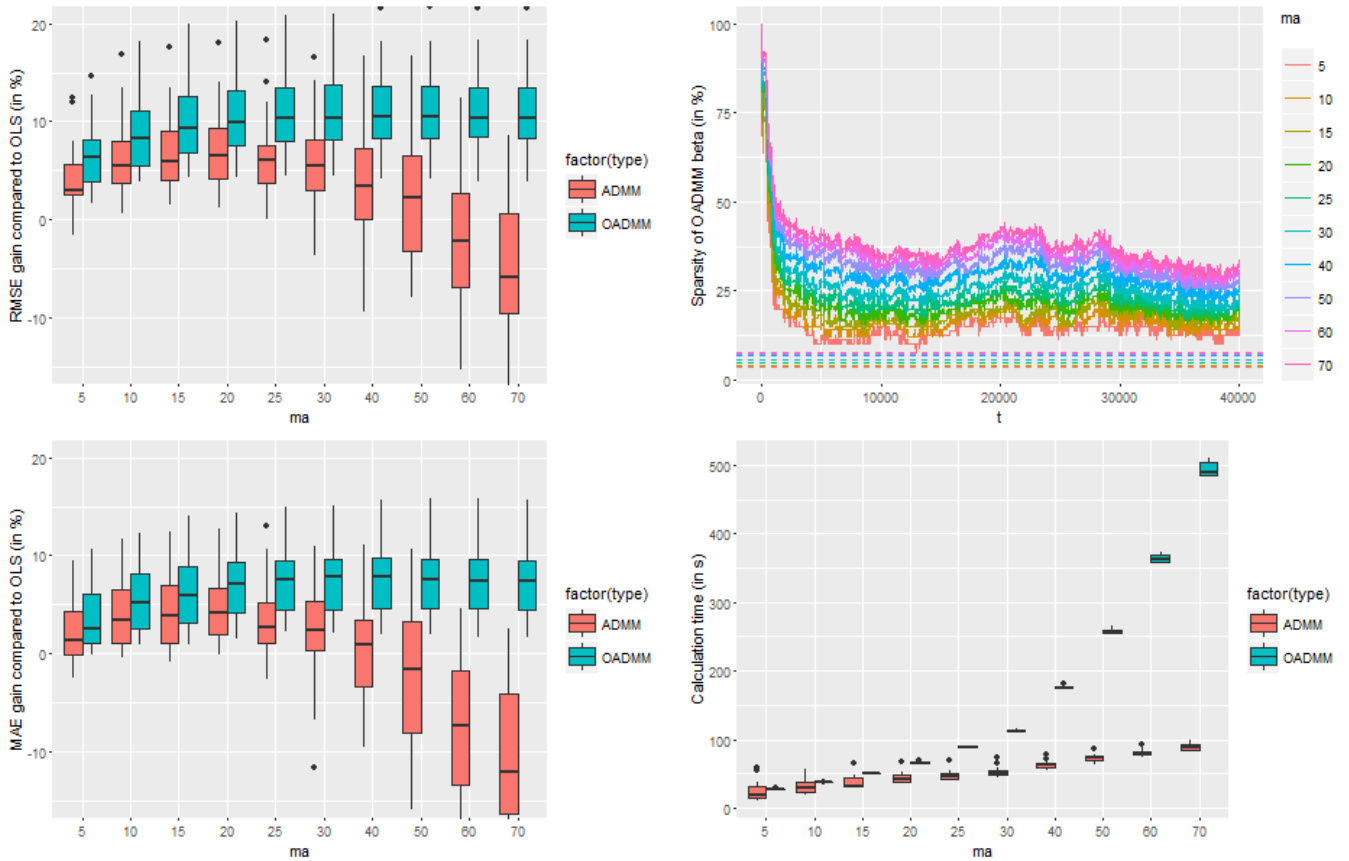 RMSE gain compared to OLS (in %)
20
10
0
-10
5 10 15 20 25 30 40 50 60 70
ma
factor(type)
ADMM
OADMM
Sparsity of OADMM beta (in %)
100
75
50
25
0
0 10000 20000 30000 40000
t
ma
5
10
15
20
25
30
40
50
60
70
MAE gain compared to OLS (in %)
20
10
0
-10
5 10 15 20 25 30 40 50 60 70
ma
factor(type)
ADMM
OADMM
Calculation time (in s)
500
400
300
200
100
0
5 10 15 20 25 30 40 50 60 70
ma
factor(type)
ADMM
OADMM